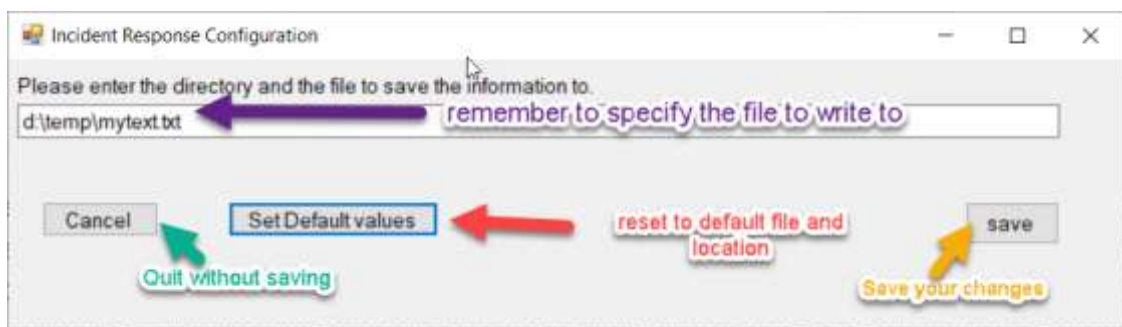 Incident Response Configuration
Please enter the directory and the file to save the information to.
d:\temp\mytext.txt
remember to specify the file to write to
Cancel
Set Default values
reset to default file and
location
save
Quit without saving
Save your changes